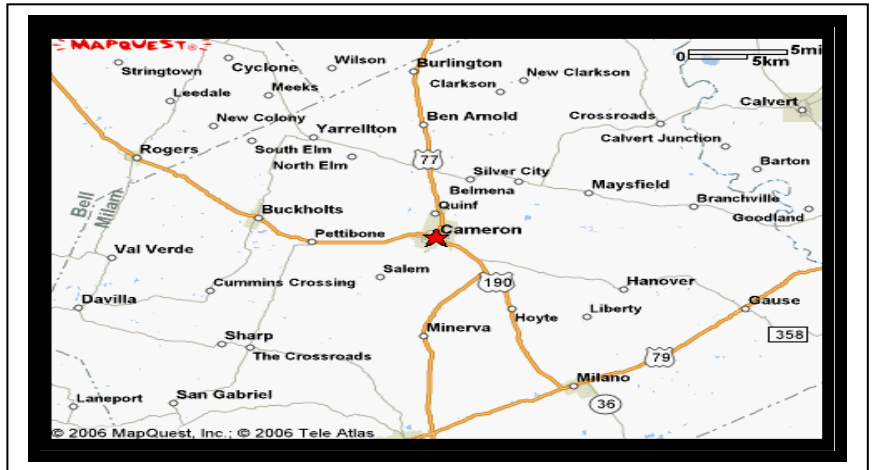 MAPQUEST
0 5mi
5km
Stringtown
Cyclone
Wilson
Burlington
Leedale
Meeks
Clarkson
New Clarkson
Calvert
New Colony
Yarrellton
Ben Arnold
Crossroads
Calvert Junction
Rogers
South Elm
North Elm
77
Silver City
Barton
Belmena
Maysfield
Branchville
Bell
Milam
Buckholts
Quinf
Goodland
Pettibone
Cameron
Val Verde
Salem
Cummins Crossing
190
Hanover
Davilla
Liberty
Gause
Minerva
Hoyte
358
Sharp
The Crossroads
79
Milano
Laneport
San Gabriel
36
© 2006 MapQuest, Inc.; © 2006 Tele Atlas